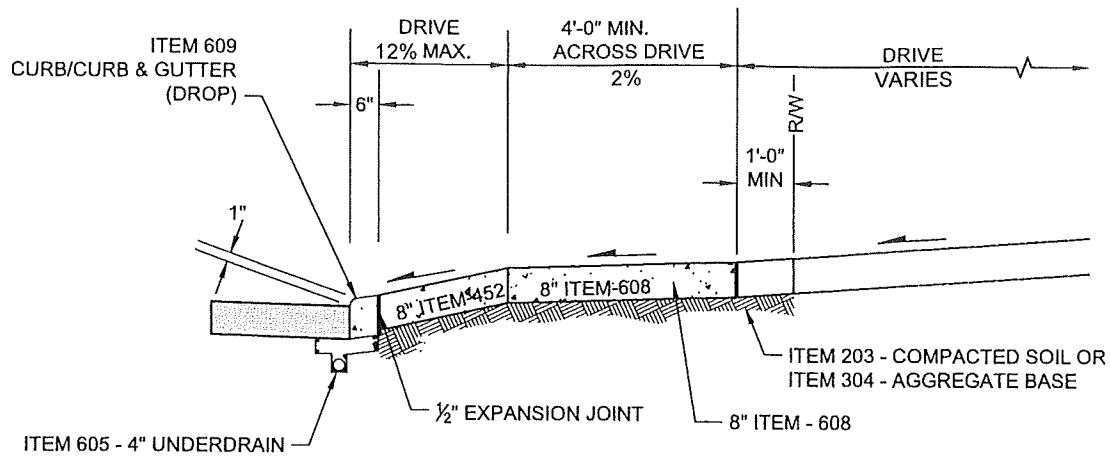 ITEM 609
CURB/CURB & GUTTER
(DROP)
DRIVE
12% MAX.
4'-0" MIN.
ACROSS DRIVE
2%
DRIVE
VARIES
6"
R/W
1'-0"
MIN
1"
8" ITEM-452
8" ITEM-608
ITEM 203 - COMPACTED SOIL OR
ITEM 304 - AGGREGATE BASE
½" EXPANSION JOINT
8" ITEM - 608
ITEM 605 - 4" UNDERDRAIN